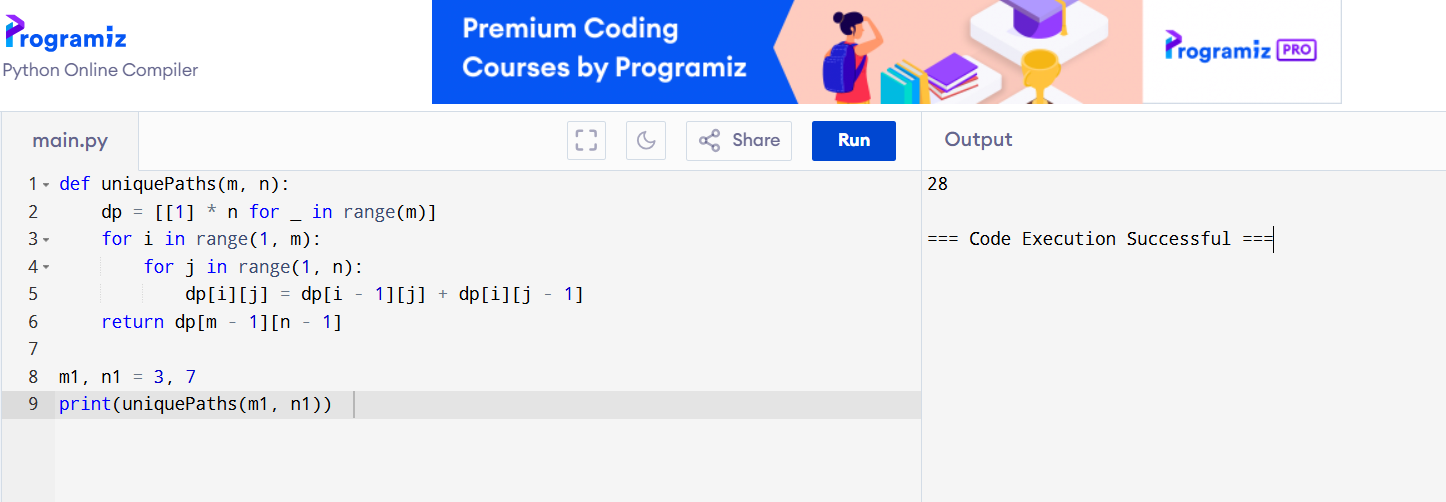 Programiz
Python Online Compiler
Premium Coding
Courses by Programiz
Programiz PRO
main.py
Share
Run
Output
1 def uniquePaths(m, n):
2     dp = [[1] * n for _ in range(m)]
3     for i in range(1, m):
4         for j in range(1, n):
5             dp[i][j] = dp[i - 1][j] + dp[i][j - 1]
6     return dp[m - 1][n - 1]
7
8 m1, n1 = 3, 7
9 print(uniquePaths(m1, n1))
28
=== Code Execution Successful ===